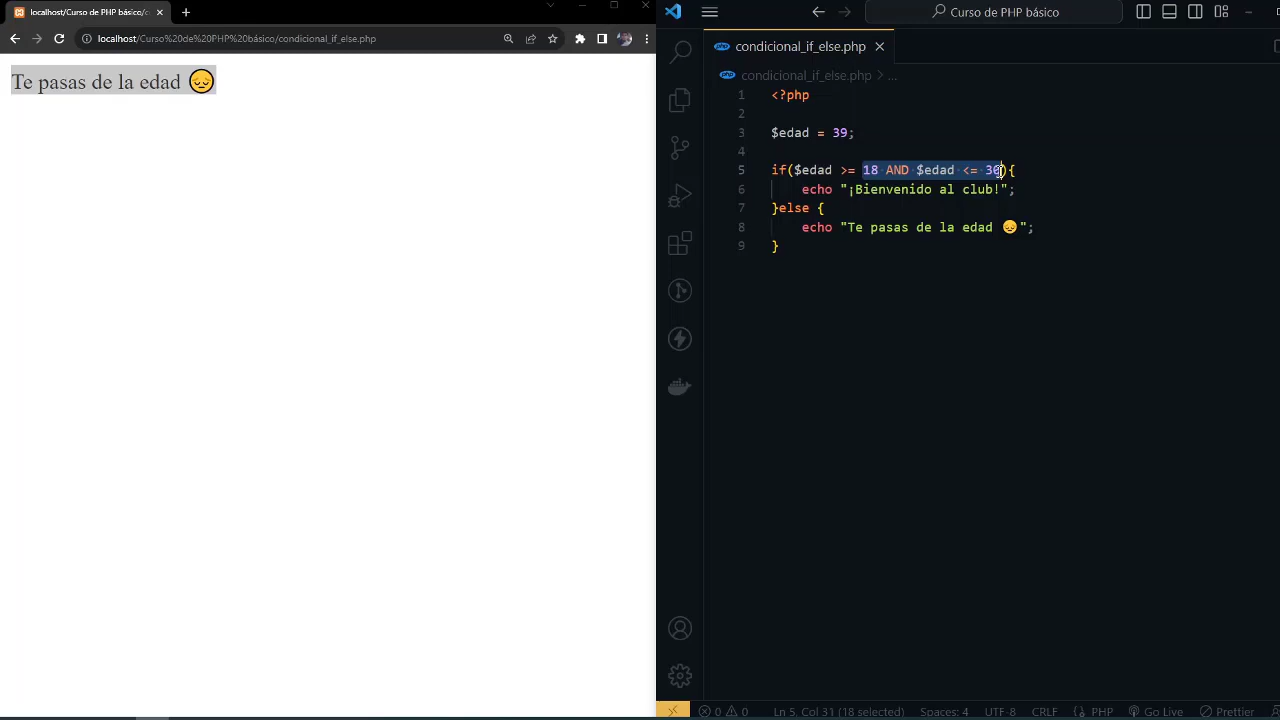 localhost/Curso de PHP básico/c
localhost/Curso%20de%20PHP%20básico/condicional_if_else.php
Te pasas de la edad 😔
Curso de PHP básico
condicional_if_else.php
condicional_if_else.php > ...
1 <?php
2
3 $edad = 39;
4
5 if($edad >= 18 AND $edad <= 30){
6 echo "¡Bienvenido al club!";
7 }else {
8 echo "Te pasas de la edad 😔";
9 }
0 0 Ln 5, Col 31 (18 selected) Spaces: 4 UTF-8 CRLF {} PHP Go Live Prettier